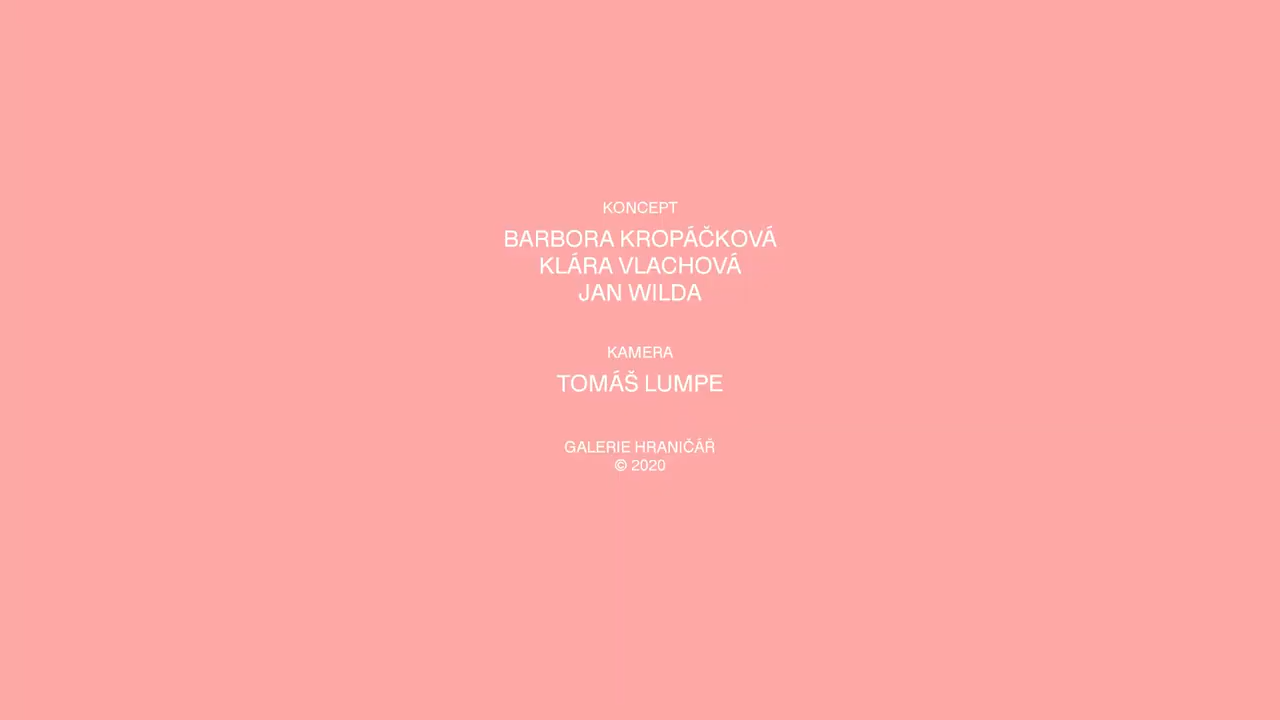 KONCEPT
BARBORA KROPÁČKOVÁ
KLÁRA VLACHOVÁ
JAN WILDA
KAMERA
TOMÁŠ LUMPE
GALERIE HRANIČÁŘ
© 2020